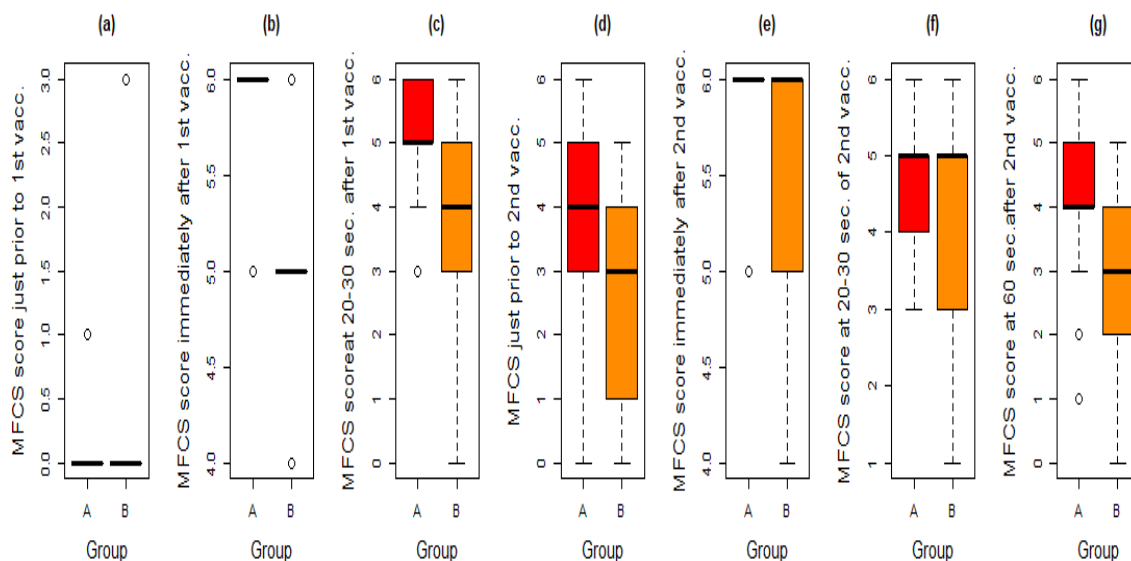 (a)
MFCS score just prior to 1st vacc.
0.0 0.5 1.0 1.5 2.0 2.5 3.0
A B
Group
(b)
MFCS score immediately after 1st vacc.
4.0 4.5 5.0 5.5 6.0
A B
Group
(c)
MFCS scoreat 20-30 sec. after 1st vacc.
0 1 2 3 4 5 6
A B
Group
(d)
MFCS just prior to 2nd vacc.
0 1 2 3 4 5 6
A B
Group
(e)
MFCS score immediately after 2nd vacc.
4.0 4.5 5.0 5.5 6.0
A B
Group
(f)
MFCS score at 20-30 sec. of 2nd vacc.
1 2 3 4 5 6
A B
Group
(g)
MFCS score at 60 sec.after 2nd vacc.
0 1 2 3 4 5 6
A B
Group